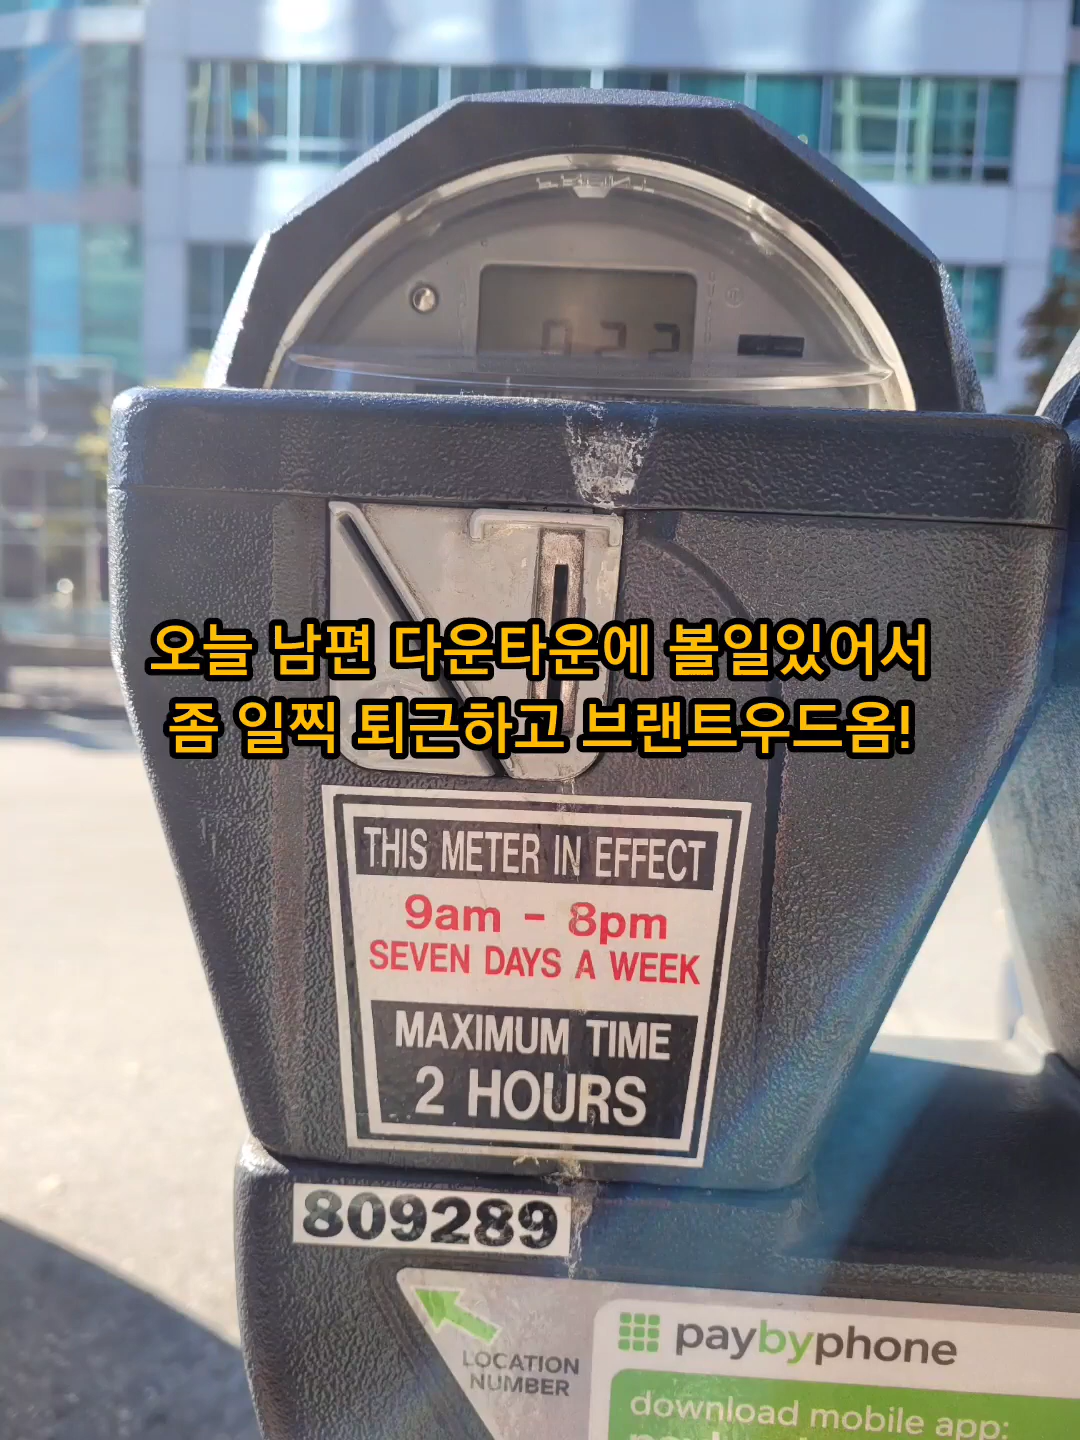 0 22
오늘 남편 다운타운에 볼일있어서
좀 일찍 퇴근하고 브랜트우드옴!
THIS METER IN EFFECT
9am - 8pm
SEVEN DAYS A WEEK
MAXIMUM TIME
2 HOURS
809289
LOCATION
NUMBER
paybyphone
download mobile app: